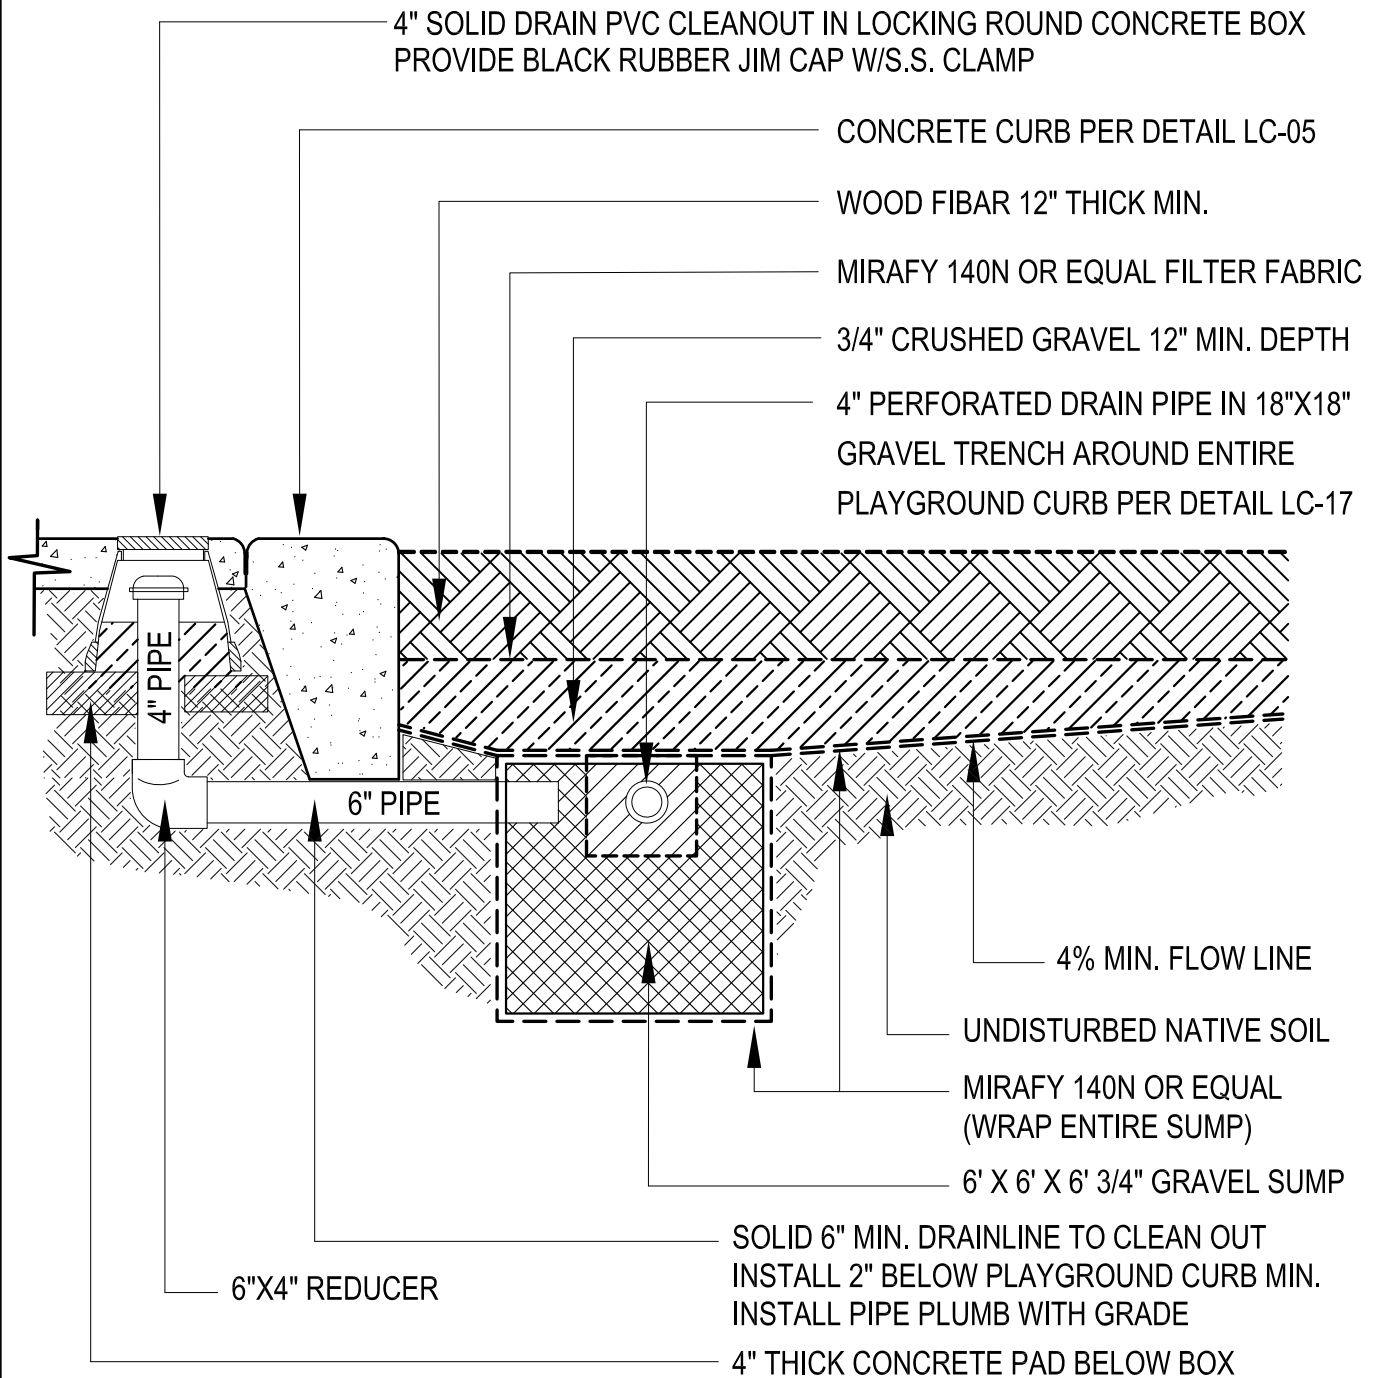 4" SOLID DRAIN PVC CLEANOUT IN LOCKING ROUND CONCRETE BOX
PROVIDE BLACK RUBBER JIM CAP W/S.S. CLAMP
CONCRETE CURB PER DETAIL LC-05
WOOD FIBAR 12" THICK MIN.
MIRAFY 140N OR EQUAL FILTER FABRIC
3/4" CRUSHED GRAVEL 12" MIN. DEPTH
4" PERFORATED DRAIN PIPE IN 18"X18"
GRAVEL TRENCH AROUND ENTIRE
PLAYGROUND CURB PER DETAIL LC-17
4" PIPE
6" PIPE
4% MIN. FLOW LINE
UNDISTURBED NATIVE SOIL
MIRAFY 140N OR EQUAL
(WRAP ENTIRE SUMP)
6' X 6' X 6' 3/4" GRAVEL SUMP
SOLID 6" MIN. DRAINLINE TO CLEAN OUT
INSTALL 2" BELOW PLAYGROUND CURB MIN.
INSTALL PIPE PLUMB WITH GRADE
6"X4" REDUCER
4" THICK CONCRETE PAD BELOW BOX